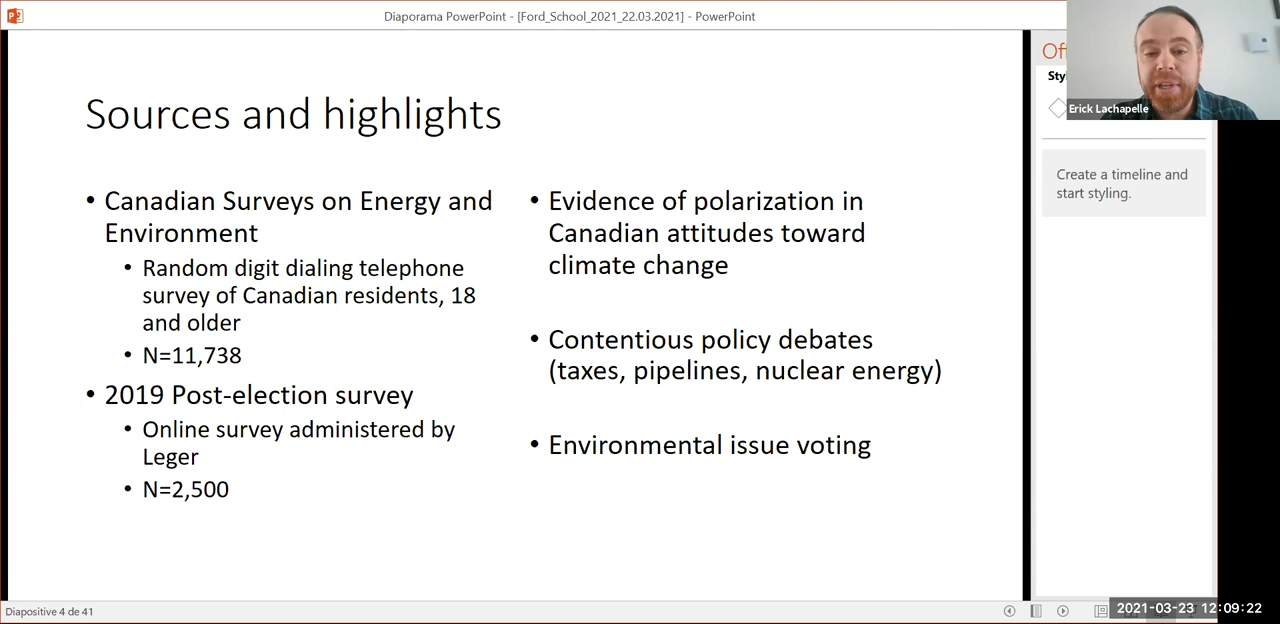 Diaporama PowerPoint - [Ford_School_2021_22.03.2021] - PowerPoint
Sources and highlights
• Canadian Surveys on Energy and
Environment
• Random digit dialing telephone
survey of Canadian residents, 18
and older
• N=11,738
• 2019 Post-election survey
• Online survey administered by
Leger
• N=2,500
• Evidence of polarization in
Canadian attitudes toward
climate change
• Contentious policy debates
(taxes, pipelines, nuclear energy)
• Environmental issue voting
Erick Lachapelle
Create a timeline and
start styling.
Diapositive 4 de 41
2021-03-23 12:09:22